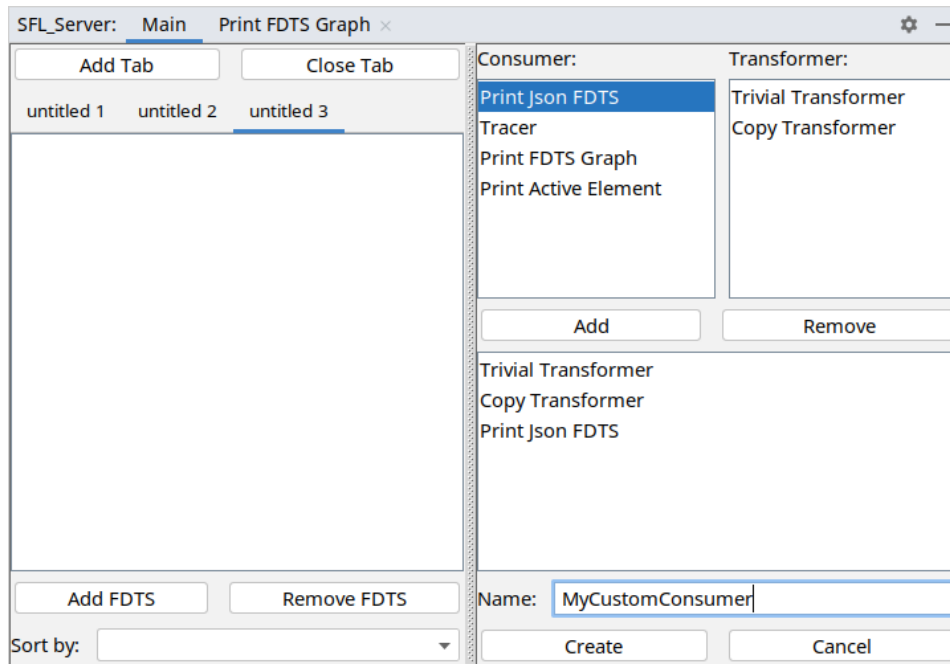 SFL_Server: Main Print FDTS Graph
Add Tab Close Tab
untitled 1 untitled 2 untitled 3
Add FDTS Remove FDTS
Sort by:
Consumer: Transformer:
Print Json FDTS Trivial Transformer
Tracer Copy Transformer
Print FDTS Graph
Print Active Element
Add Remove
Trivial Transformer
Copy Transformer
Print Json FDTS
Name: MyCustomConsumer
Create Cancel